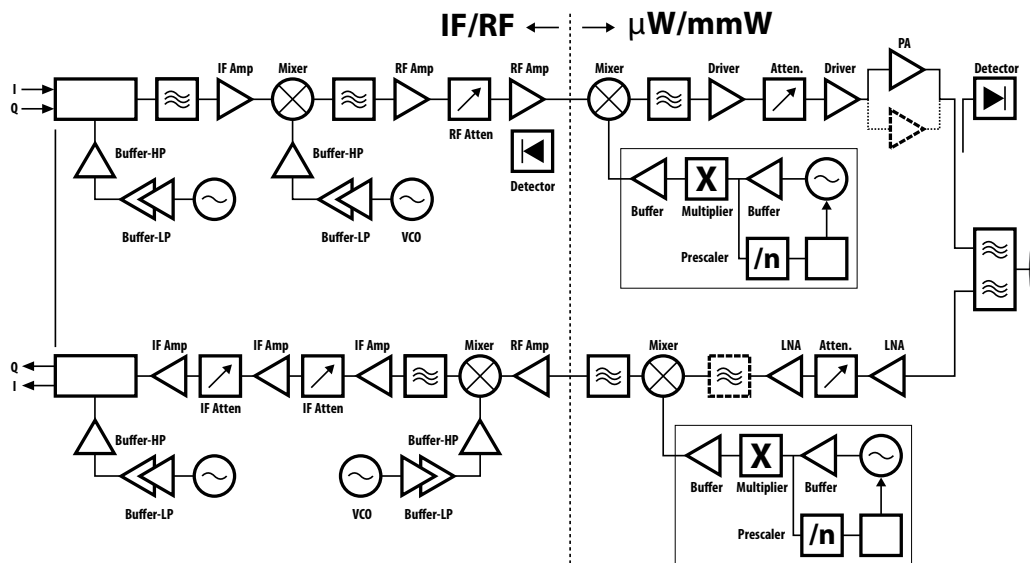 IF/RF
μW/mmW
PA
IF Amp
Mixer
RF Amp
RF Amp
Mixer
Driver
Atten.
Driver
Detector
I
Q
RF Atten
Buffer-HP
Buffer-HP
Detector
Buffer-LP
Buffer-LP
VCO
X
Buffer
Multiplier
Buffer
Prescaler
/n
IF Amp
IF Amp
IF Amp
Mixer
RF Amp
Mixer
LNA
Atten.
LNA
Q
I
IF Atten
IF Atten
Buffer-HP
Buffer-HP
Buffer-LP
VCO
Buffer-LP
X
Buffer
Multiplier
Buffer
Prescaler
/n